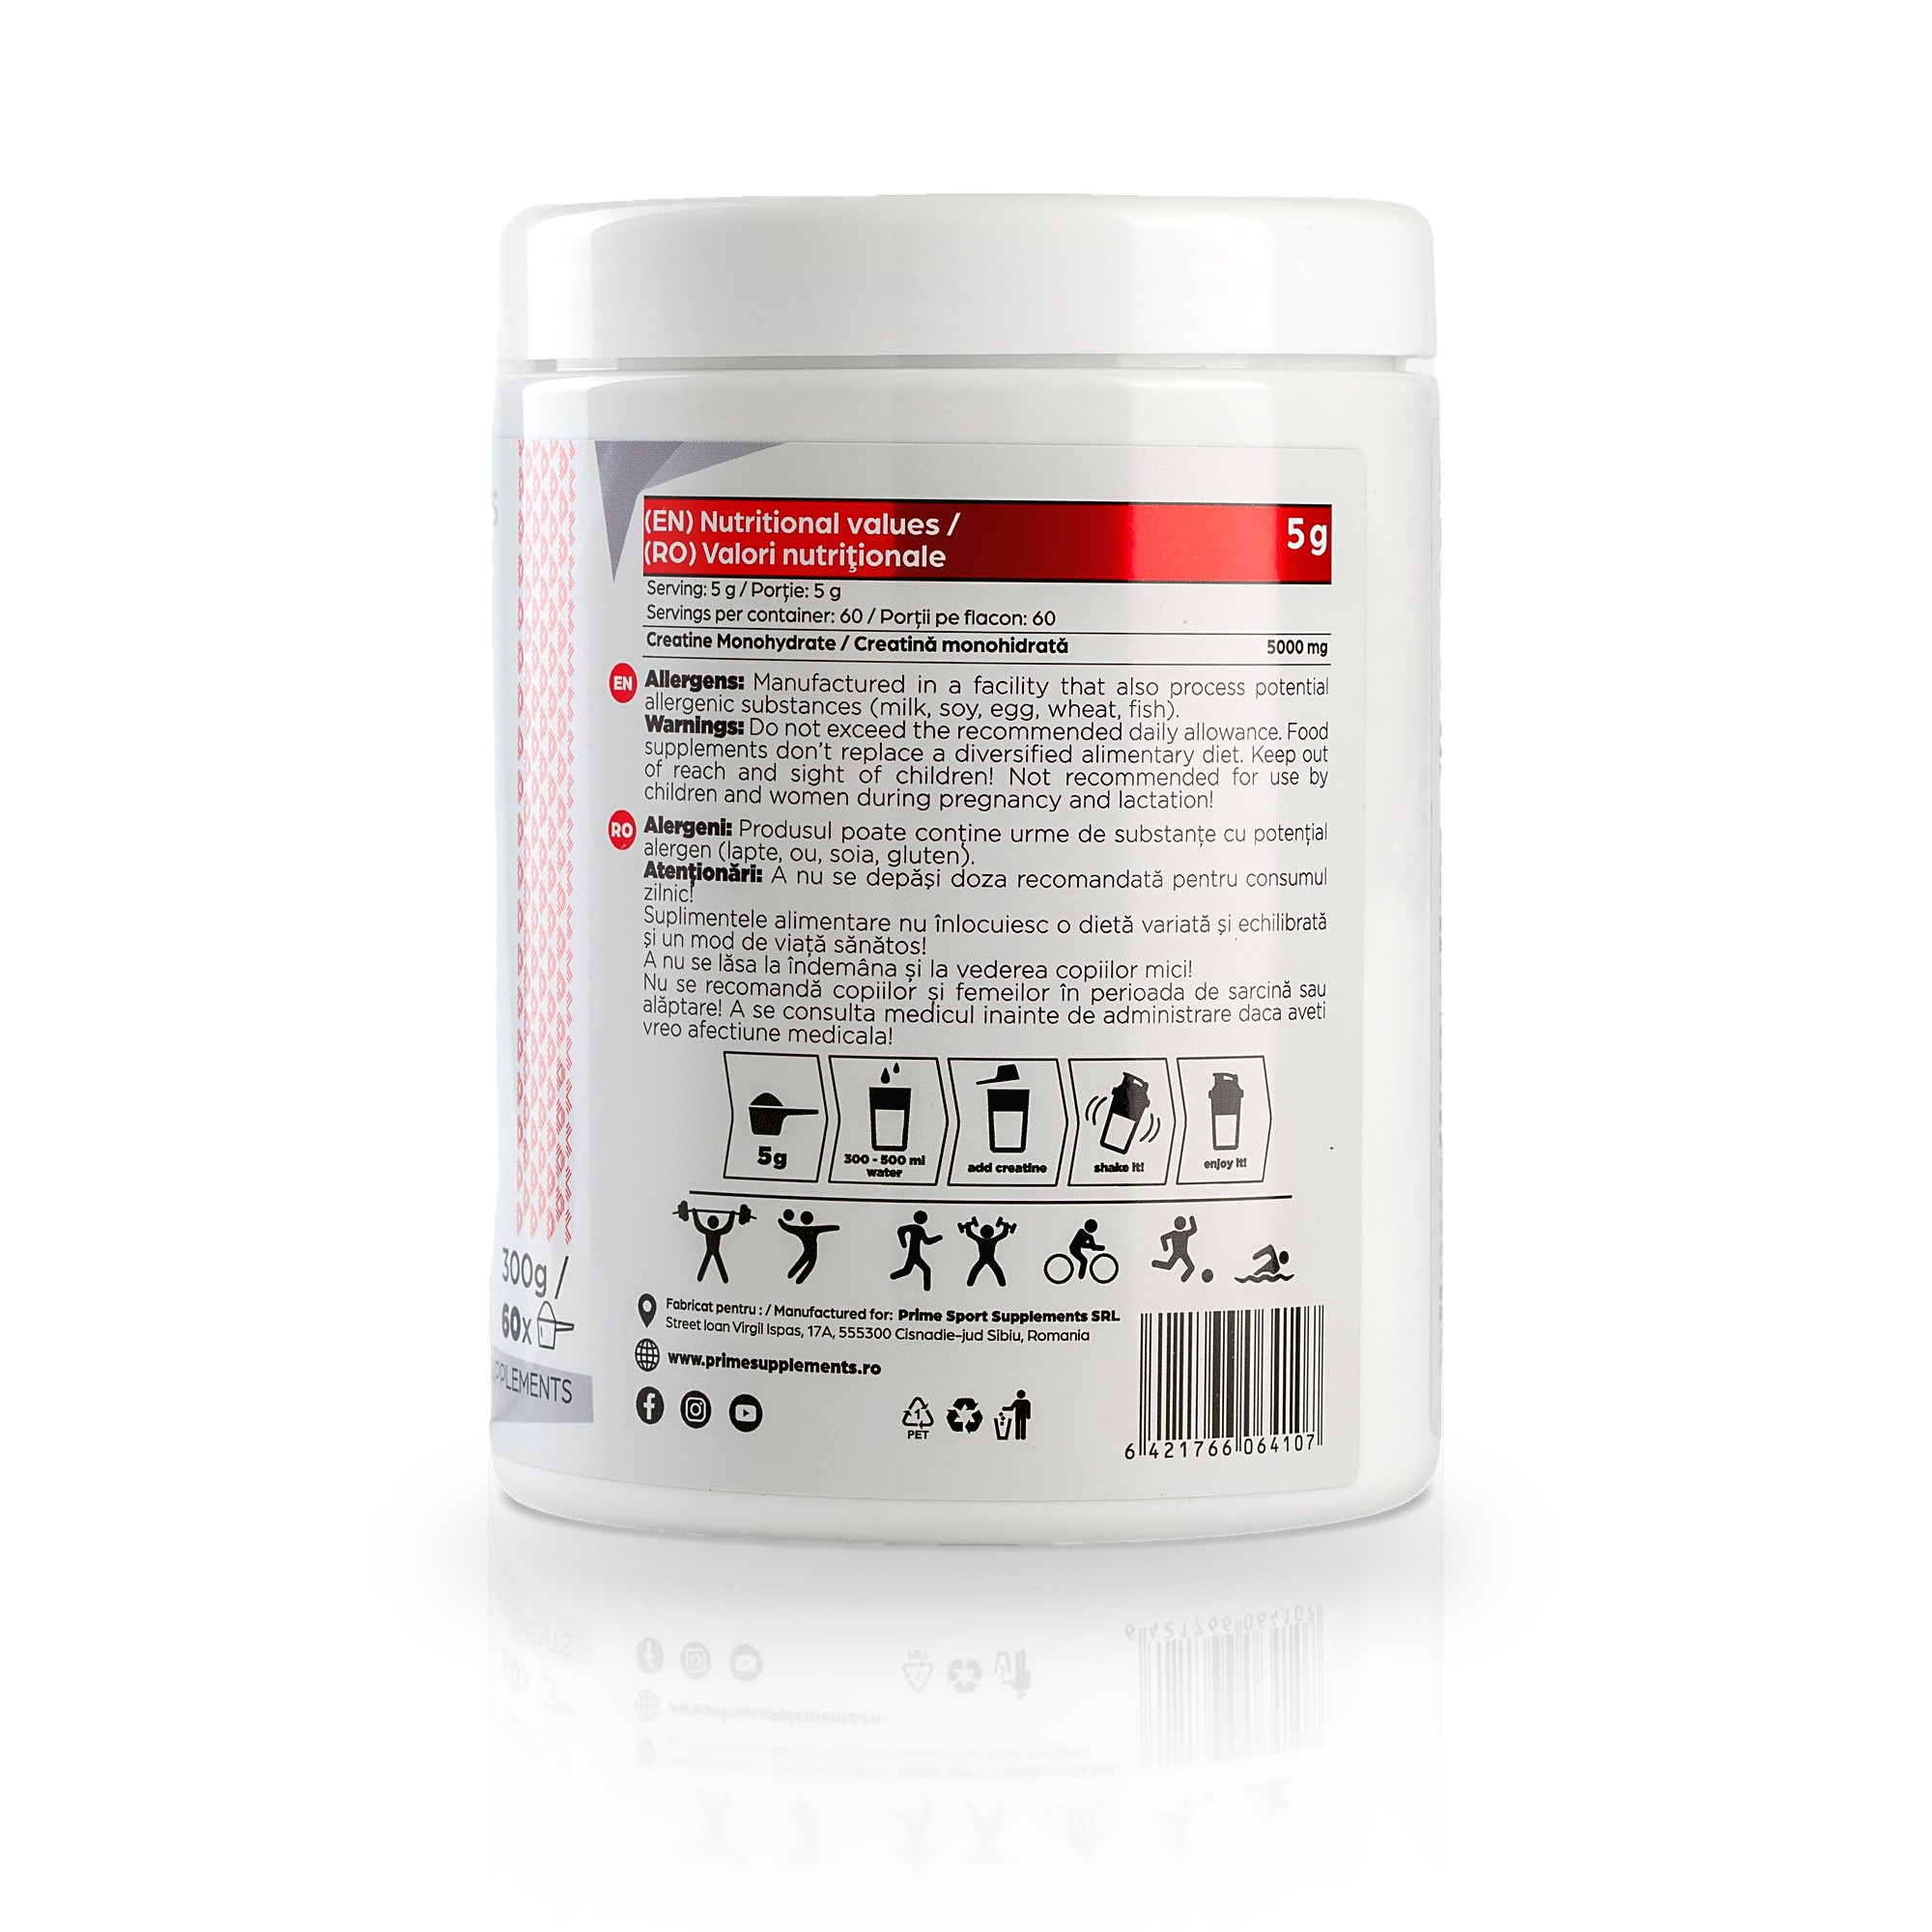 (EN) Nutritional values /
(RO) Valori nutriţionale
5 g
Serving: 5 g / Porţie: 5 g
Servings per container: 60 / Porţii pe flacon: 60
Creatine Monohydrate / Creatină monohidrată 5000 mg
EN Allergens: Manufactured in a facility that also process potential
allergenic substances (milk, soy, egg, wheat, fish).
Warnings: Do not exceed the recommended daily allowance. Food
supplements don't replace a diversified alimentary diet. Keep out
of reach and sight of children! Not recommended for use by
children and women during pregnancy and lactation!
RO Alergeni: Produsul poate conţine urme de substanţe cu potenţial
alergen (lapte, ou, soia, gluten).
Atenţionări: A nu se depăşi doza recomandată pentru consumul
zilnic!
Suplimentele alimentare nu înlocuiesc o dietă variată şi echilibrată
şi un mod de viaţă sănătos!
A nu se lăsa la îndemâna şi la vederea copiilor mici!
Nu se recomandă copiilor şi femeilor în perioada de sarcină sau
alăptare! A se consulta medicul inainte de administrare daca aveti
vreo afectiune medicala!
5g
300 - 500 ml
water
add creatine
shake it!
enjoy it!
300g /
60x
PPLEMENTS
Fabricat pentru : / Manufactured for: Prime Sport Supplements SRL
Street Ioan Virgil Ispas, 17A, 555300 Cisnadie-jud Sibiu, Romania
www.primesupplements.ro
1
PET
6 421766 064107